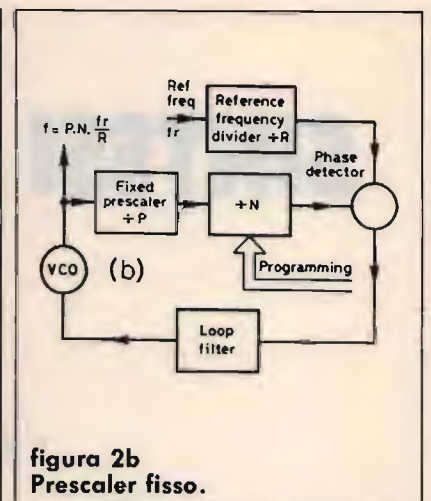 Ref
freq
fr
Reference
frequency
divider ÷R
f = P.N. fr/R
Phase
detector
Fixed
prescaler
÷ P
÷N
VCO
(b)
Programming
Loop
filter
figura 2b
Prescaler fisso.